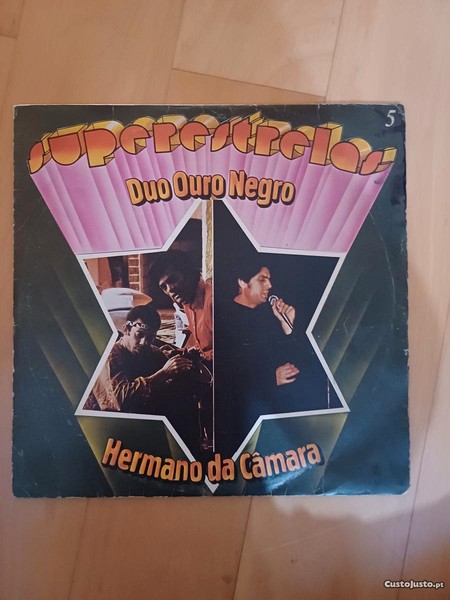 5
superestrelas
Duo Ouro Negro
Hermano da Câmara
CustoJusto.pt